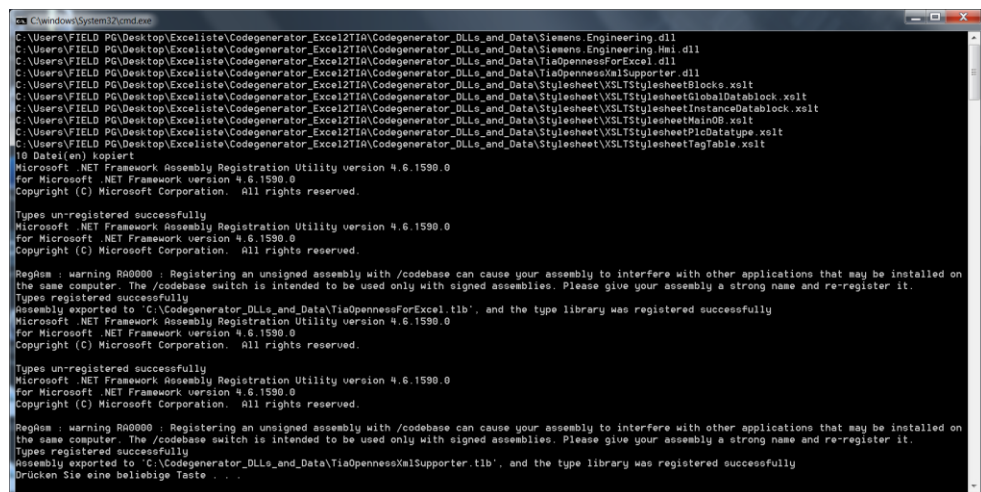 C:\windows\System32\cmd.exe
C:\Users\FIELD PG\Desktop\Exceliste\Codegenerator_Excel2TIA\Codegenerator_DLLs_and_Data\Siemens.Engineering.dll
C:\Users\FIELD PG\Desktop\Exceliste\Codegenerator_Excel2TIA\Codegenerator_DLLs_and_Data\Siemens.Engineering.Hmi.dll
C:\Users\FIELD PG\Desktop\Exceliste\Codegenerator_Excel2TIA\Codegenerator_DLLs_and_Data\TiaOpennessForExcel.dll
C:\Users\FIELD PG\Desktop\Exceliste\Codegenerator_Excel2TIA\Codegenerator_DLLs_and_Data\TiaOpennessXmlSupporter.dll
C:\Users\FIELD PG\Desktop\Exceliste\Codegenerator_Excel2TIA\Codegenerator_DLLs_and_Data\Stylesheet\XSLTStylesheetBlocks.xslt
C:\Users\FIELD PG\Desktop\Exceliste\Codegenerator_Excel2TIA\Codegenerator_DLLs_and_Data\Stylesheet\XSLTStylesheetGlobalDatablock.xslt
C:\Users\FIELD PG\Desktop\Exceliste\Codegenerator_Excel2TIA\Codegenerator_DLLs_and_Data\Stylesheet\XSLTStylesheetInstanceDatablock.xslt
C:\Users\FIELD PG\Desktop\Exceliste\Codegenerator_Excel2TIA\Codegenerator_DLLs_and_Data\Stylesheet\XSLTStylesheetMainOB.xslt
C:\Users\FIELD PG\Desktop\Exceliste\Codegenerator_Excel2TIA\Codegenerator_DLLs_and_Data\Stylesheet\XSLTStylesheetPlcDatatype.xslt
C:\Users\FIELD PG\Desktop\Exceliste\Codegenerator_Excel2TIA\Codegenerator_DLLs_and_Data\Stylesheet\XSLTStylesheetTagTable.xslt
10 Datei(en) kopiert
Microsoft .NET Framework Assembly Registration Utility version 4.6.1590.0
for Microsoft .NET Framework version 4.6.1590.0
Copyright (C) Microsoft Corporation.  All rights reserved.

Types un-registered successfully
Microsoft .NET Framework Assembly Registration Utility version 4.6.1590.0
for Microsoft .NET Framework version 4.6.1590.0
Copyright (C) Microsoft Corporation.  All rights reserved.

RegAsm : warning RA0000 : Registering an unsigned assembly with /codebase can cause your assembly to interfere with other applications that may be installed on
the same computer. The /codebase switch is intended to be used only with signed assemblies. Please give your assembly a strong name and re-register it.
Types registered successfully
Assembly exported to 'C:\Codegenerator_DLLs_and_Data\TiaOpennessForExcel.tlb', and the type library was registered successfully
Microsoft .NET Framework Assembly Registration Utility version 4.6.1590.0
for Microsoft .NET Framework version 4.6.1590.0
Copyright (C) Microsoft Corporation.  All rights reserved.

Types un-registered successfully
Microsoft .NET Framework Assembly Registration Utility version 4.6.1590.0
for Microsoft .NET Framework version 4.6.1590.0
Copyright (C) Microsoft Corporation.  All rights reserved.

RegAsm : warning RA0000 : Registering an unsigned assembly with /codebase can cause your assembly to interfere with other applications that may be installed on
the same computer. The /codebase switch is intended to be used only with signed assemblies. Please give your assembly a strong name and re-register it.
Types registered successfully
Assembly exported to 'C:\Codegenerator_DLLs_and_Data\TiaOpennessXmlSupporter.tlb', and the type library was registered successfully
Drücken Sie eine beliebige Taste . . .